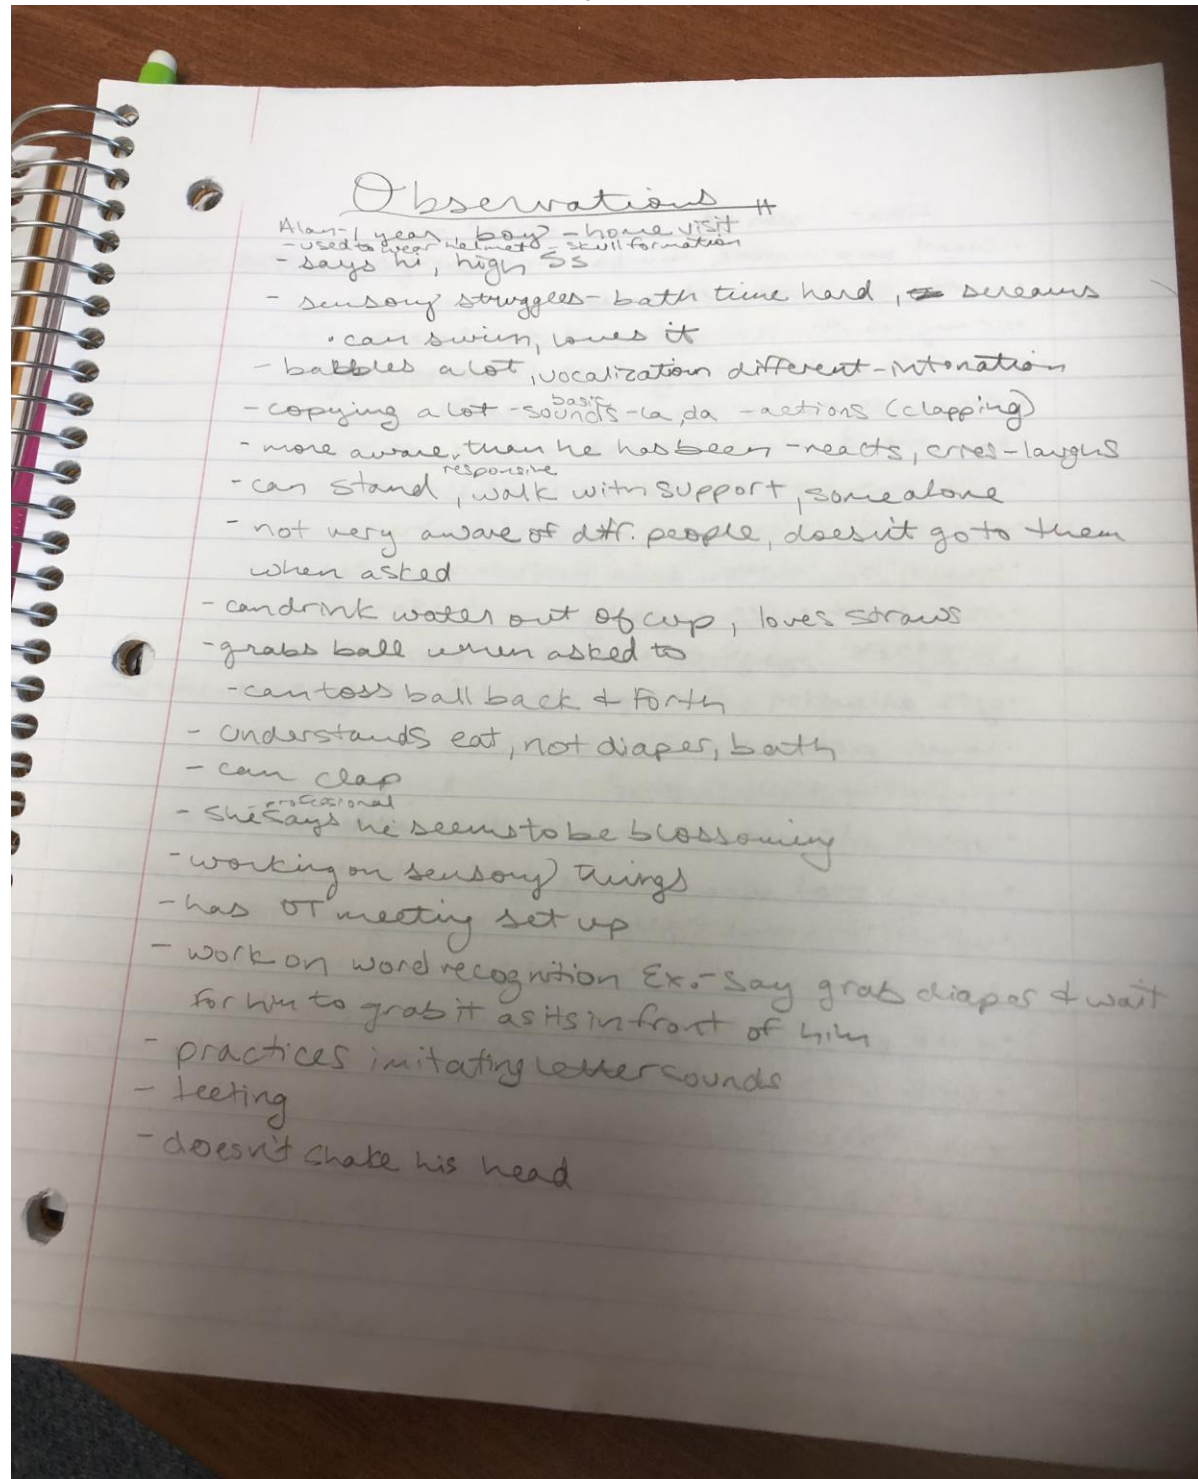 Observations
Alan-1 year, boy - home visit
- used to wear helmet - skull formation
- says hi, high 5s
- sensory struggles - bath time hard, screams
• can swim, loves it
- babbles a lot, vocalization different - intonation
basic
- copying a lot - sounds - la, da - actions (clapping)
- more aware, than he has been - reacts, cries - laughs
responsive
- can stand, walk with support, some alone
- not very aware of diff. people, doesn't go to them
when asked
- can drink water out of cup, loves straws
- grabs ball when asked to
- can toss ball back & forth
- understands eat, not diaper, bath
- can clap
professional
- she says he seems to be blossoming
- working on sensory things
- has OT meeting set up
- work on word recognition Ex.- Say grab diaper & wait
for him to grab it as its in front of him
- practices imitating letter sounds
- teeting
- doesn't shake his head